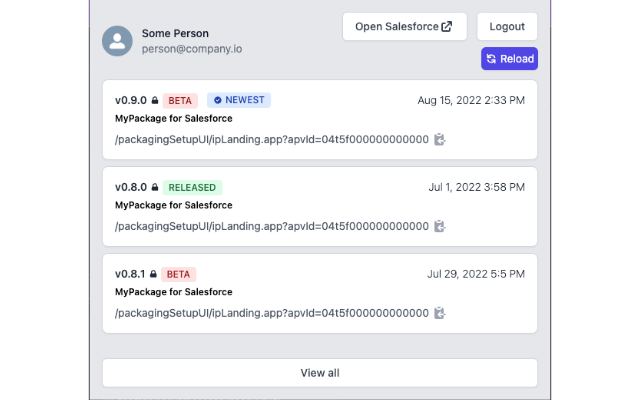 Some Person
person@company.io
Open Salesforce
Logout
Reload
v0.9.0 BETA NEWEST Aug 15, 2022 2:33 PM
MyPackage for Salesforce
/packagingSetupUI/ipLanding.app?apvId=04t5f000000000000
v0.8.0 RELEASED Jul 1, 2022 3:58 PM
MyPackage for Salesforce
/packagingSetupUI/ipLanding.app?apvId=04t5f000000000000
v0.8.1 BETA Jul 29, 2022 5:5 PM
MyPackage for Salesforce
/packagingSetupUI/ipLanding.app?apvId=04t5f000000000000
View all